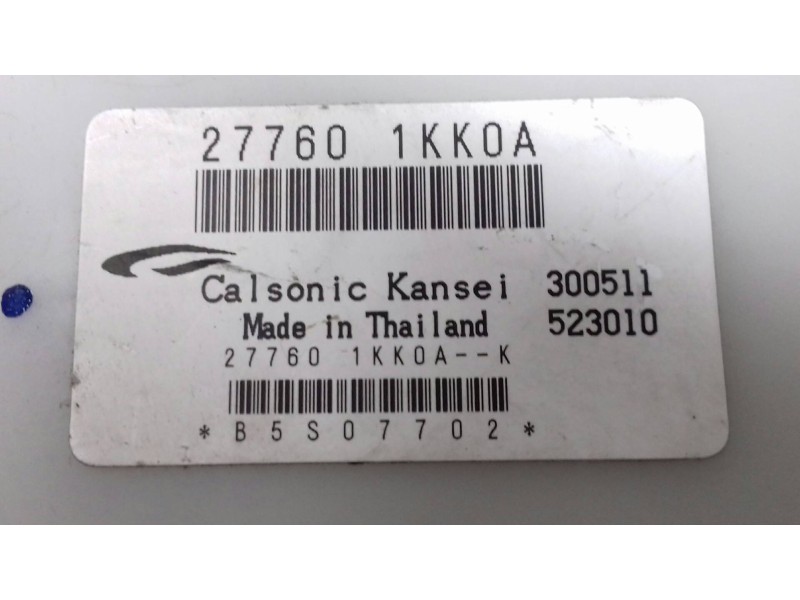 27760 1KK0A
Calsonic Kansei 300511
Made in Thailand 523010
27760 1KK0A--K
*B5S07702*